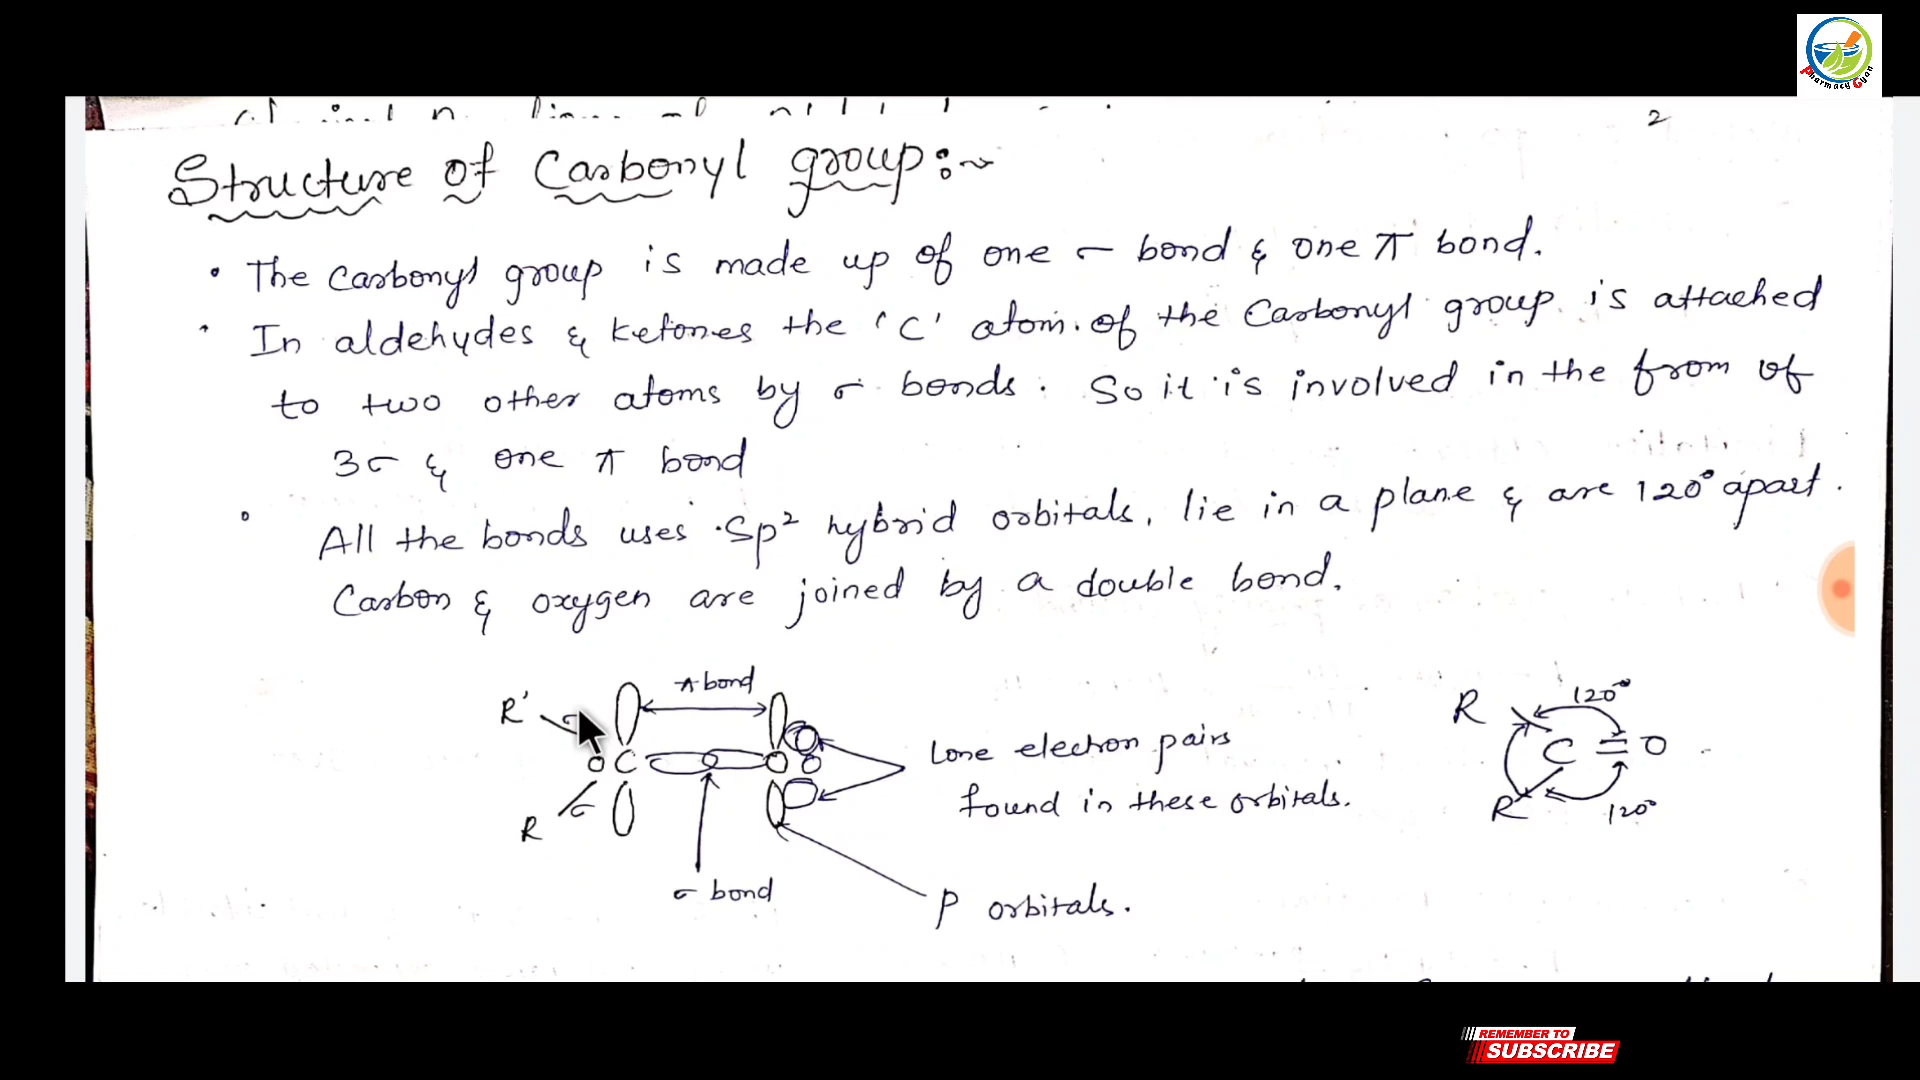 Pharmacy Gyan
2
Structure of Carbonyl group:~
• The Carbonyl group is made up of one σ bond & one π bond.
• In aldehydes & ketones the 'C' atom of the Carbonyl group is attached
to two other atoms by σ bonds. So it is involved in the from of
3σ & one π bond
• All the bonds uses sp² hybrid orbitals, lie in a plane & are 120° apart.
Carbon & oxygen are joined by a double bond.
π bond
R'
σ
C
O
R
σ
σ bond
Lone electron pairs
found in these orbitals.
P orbitals.
R
120°
C = O
R
120°
REMEMBER TO
SUBSCRIBE